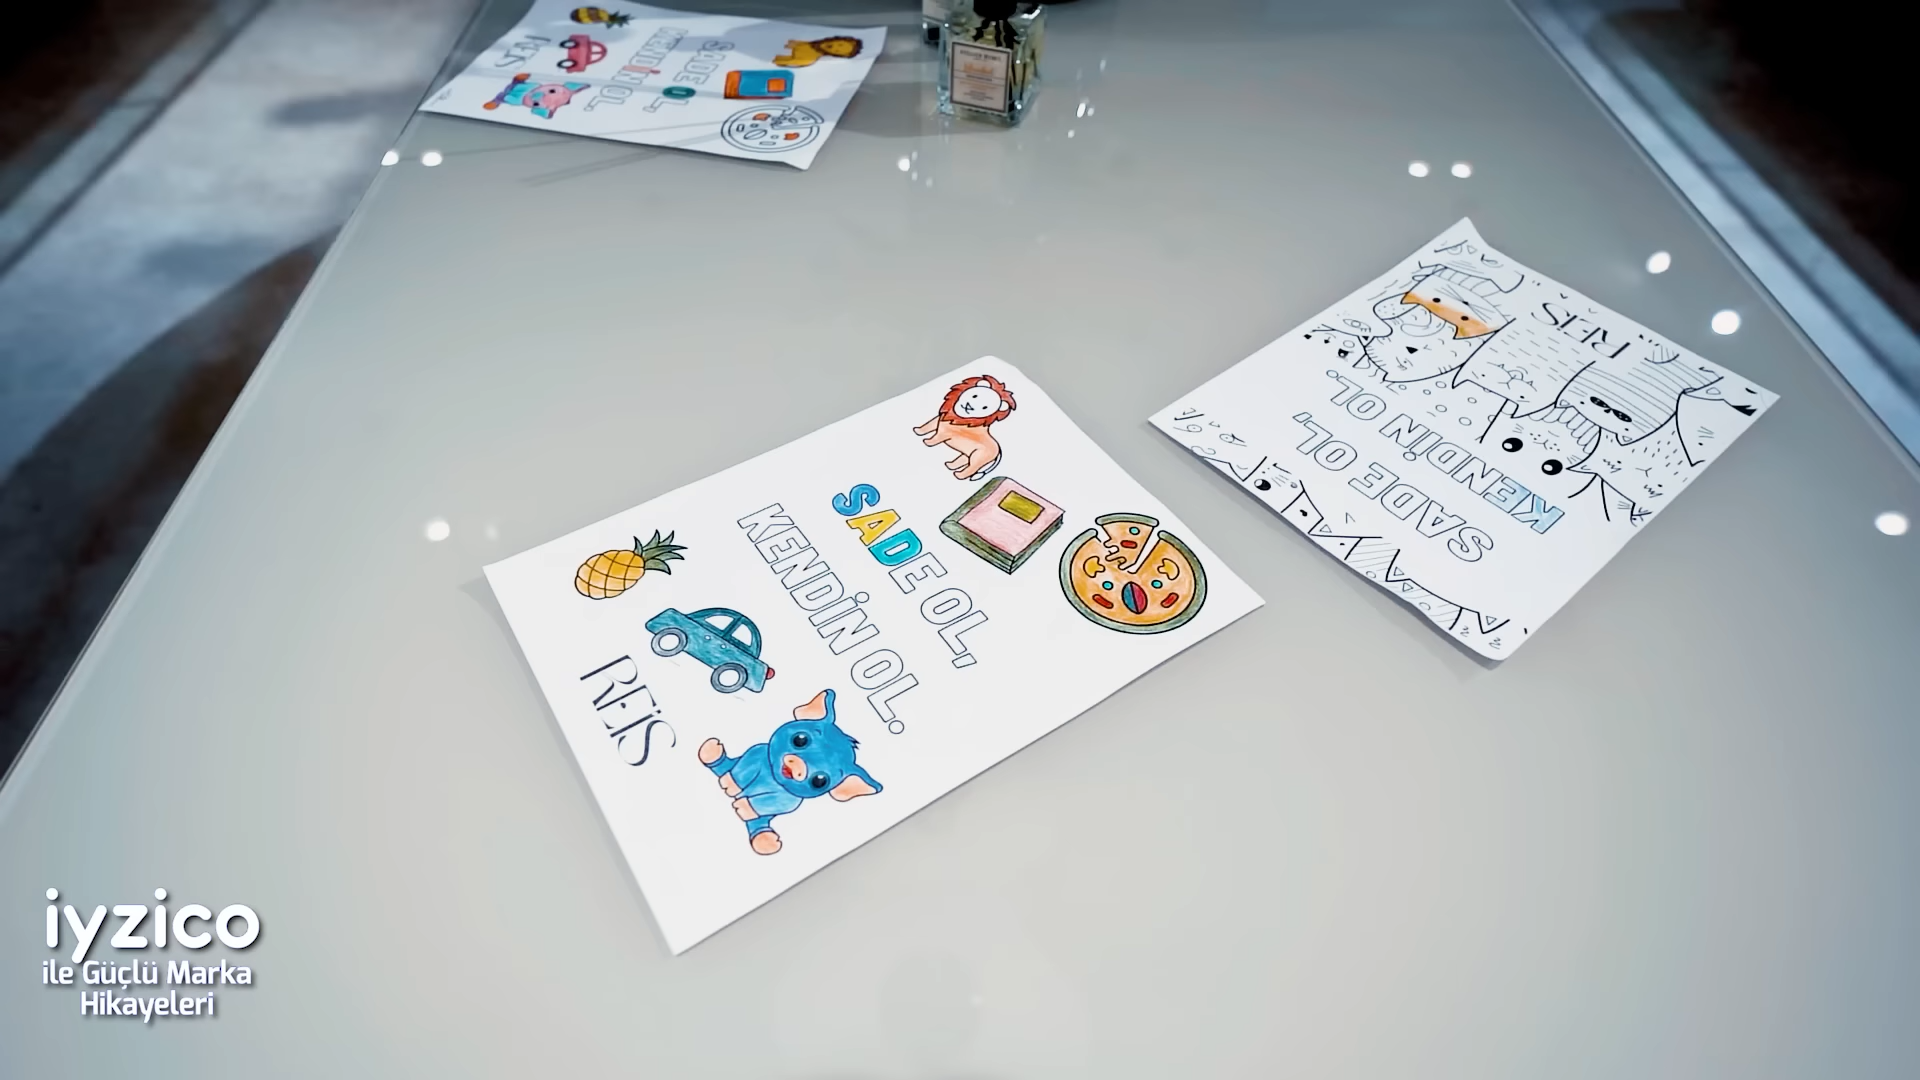 REİS
KENDİN OL.
SADE OL,
SADE OL,
KENDİN OL.
REİS
REİS
KENDİN OL.
SADE OL,
iyzico
ile Güçlü Marka
Hikayeleri